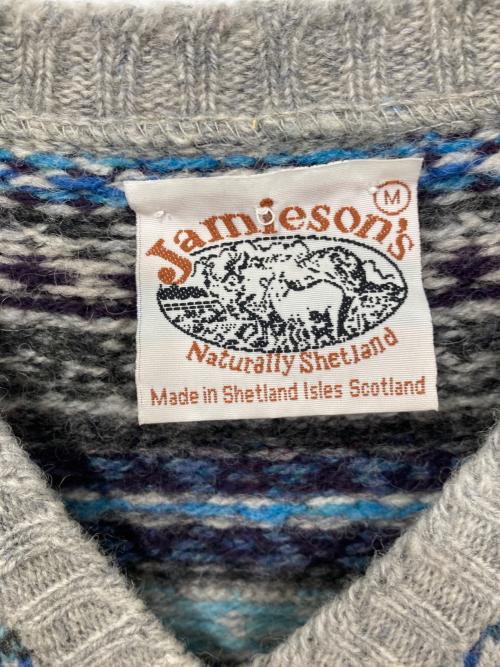 M
Jamieson's
Naturally Shetland
Made in Shetland Isles Scotland